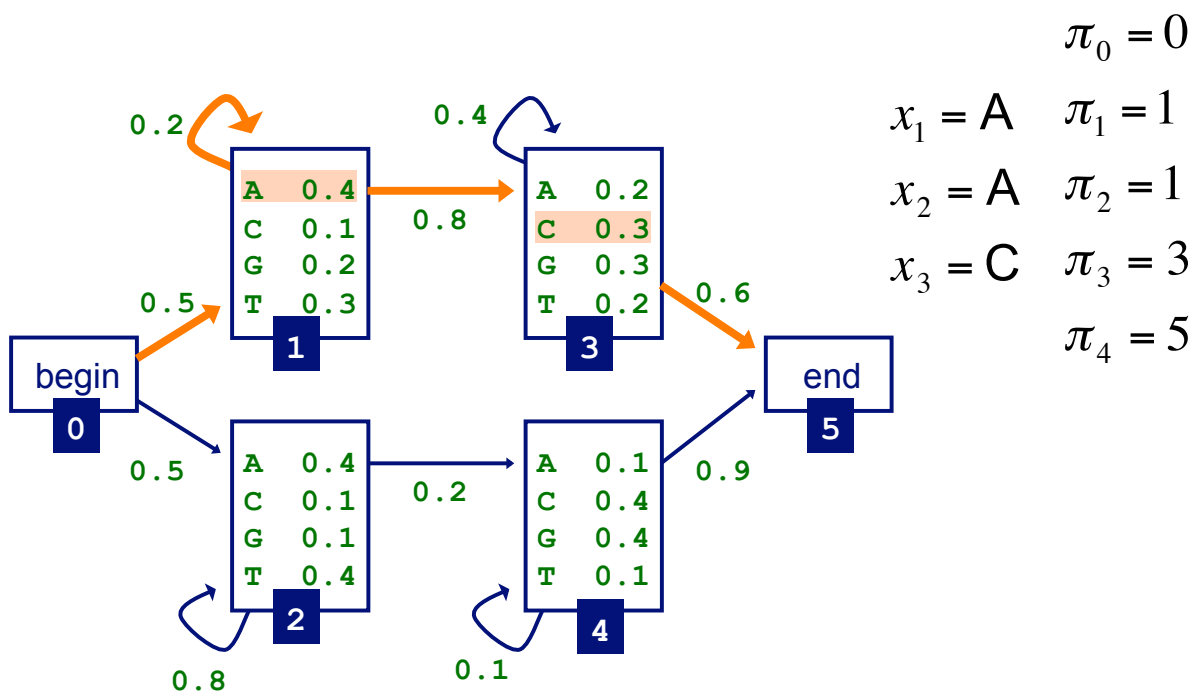 π0 = 0
x1 = A π1 = 1
x2 = A π2 = 1
x3 = C π3 = 3
π4 = 5
0.2
0.4
A 0.4
C 0.1
G 0.2
T 0.3
1
0.8
A 0.2
C 0.3
G 0.3
T 0.2
3
0.5
0.6
begin
0
end
5
0.5
A 0.4
C 0.1
G 0.1
T 0.4
2
0.2
A 0.1
C 0.4
G 0.4
T 0.1
4
0.9
0.8
0.1